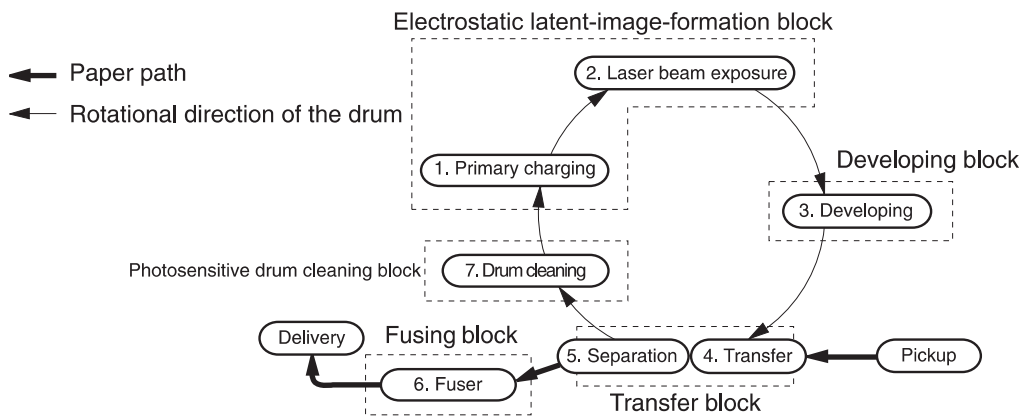 Electrostatic latent-image-formation block
Paper path
2. Laser beam exposure
Rotational direction of the drum
1. Primary charging
Developing block
3. Developing
Photosensitive drum cleaning block
7. Drum cleaning
Delivery
Fusing block
5. Separation
4. Transfer
Pickup
6. Fuser
Transfer block